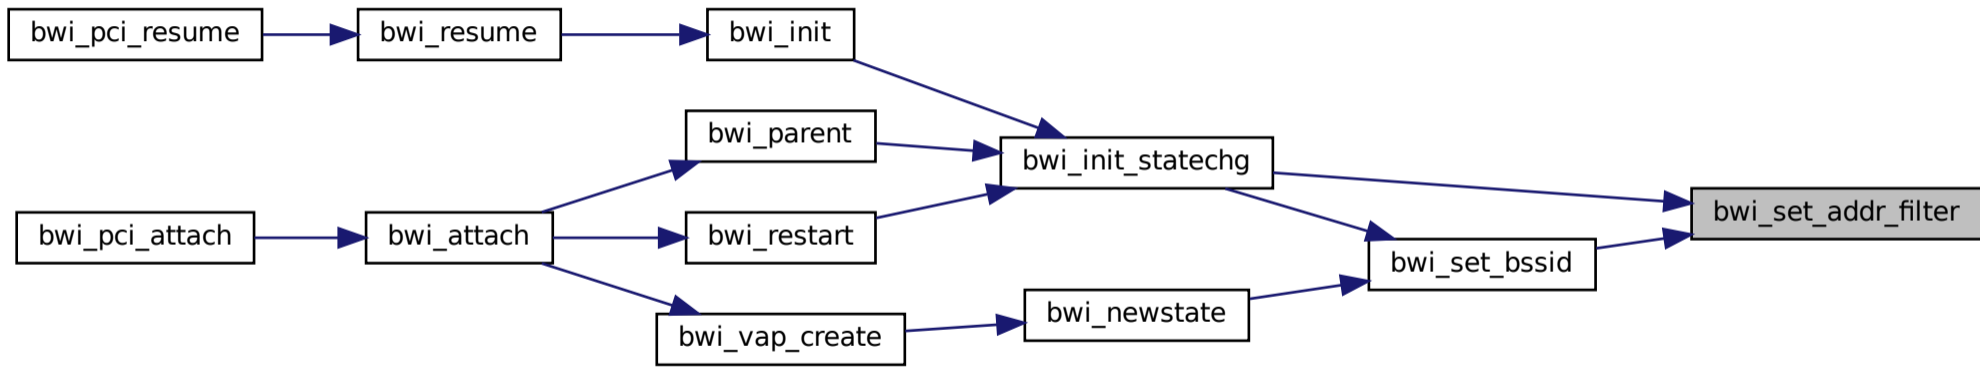 bwi_pci_resume
bwi_resume
bwi_init
bwi_parent
bwi_init_statechg
bwi_set_addr_filter
bwi_pci_attach
bwi_attach
bwi_restart
bwi_set_bssid
bwi_newstate
bwi_vap_create